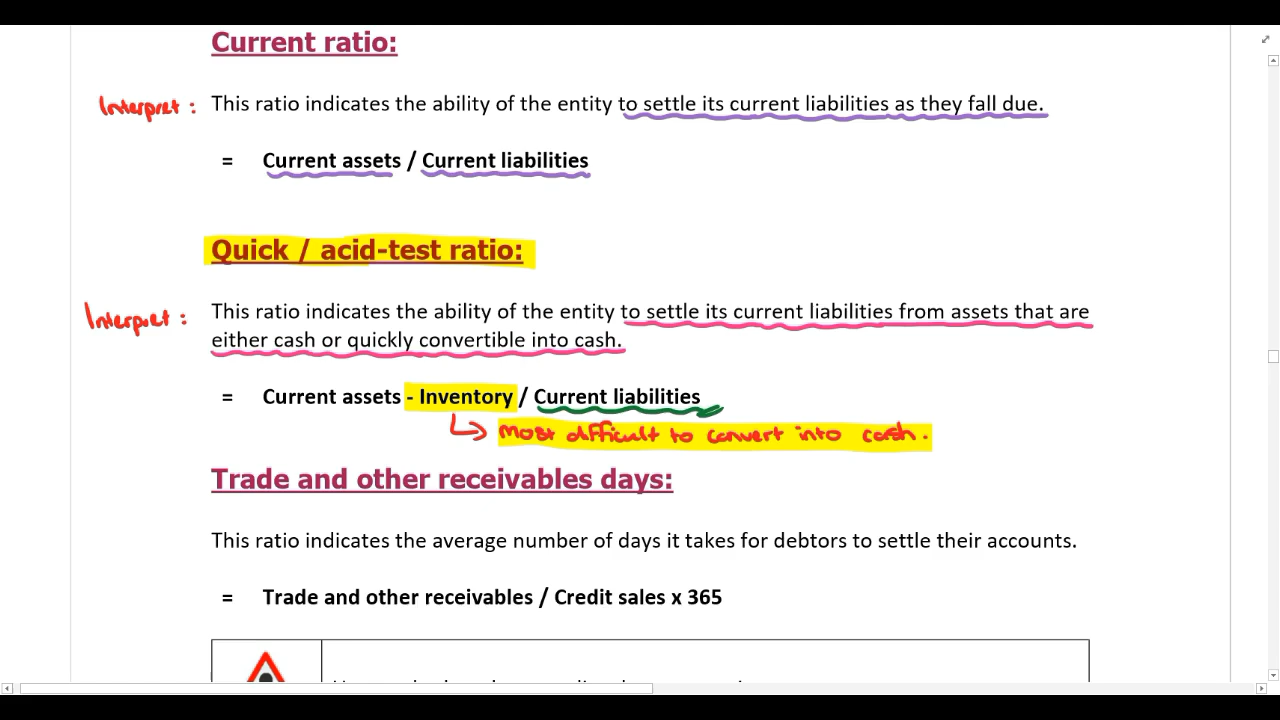 Current ratio:
Interpret : This ratio indicates the ability of the entity to settle its current liabilities as they fall due.
= Current assets / Current liabilities
Quick / acid-test ratio:
Interpret : This ratio indicates the ability of the entity to settle its current liabilities from assets that are
either cash or quickly convertible into cash.
= Current assets - Inventory / Current liabilities
Most difficult to convert into cash.
Trade and other receivables days:
This ratio indicates the average number of days it takes for debtors to settle their accounts.
= Trade and other receivables / Credit sales x 365